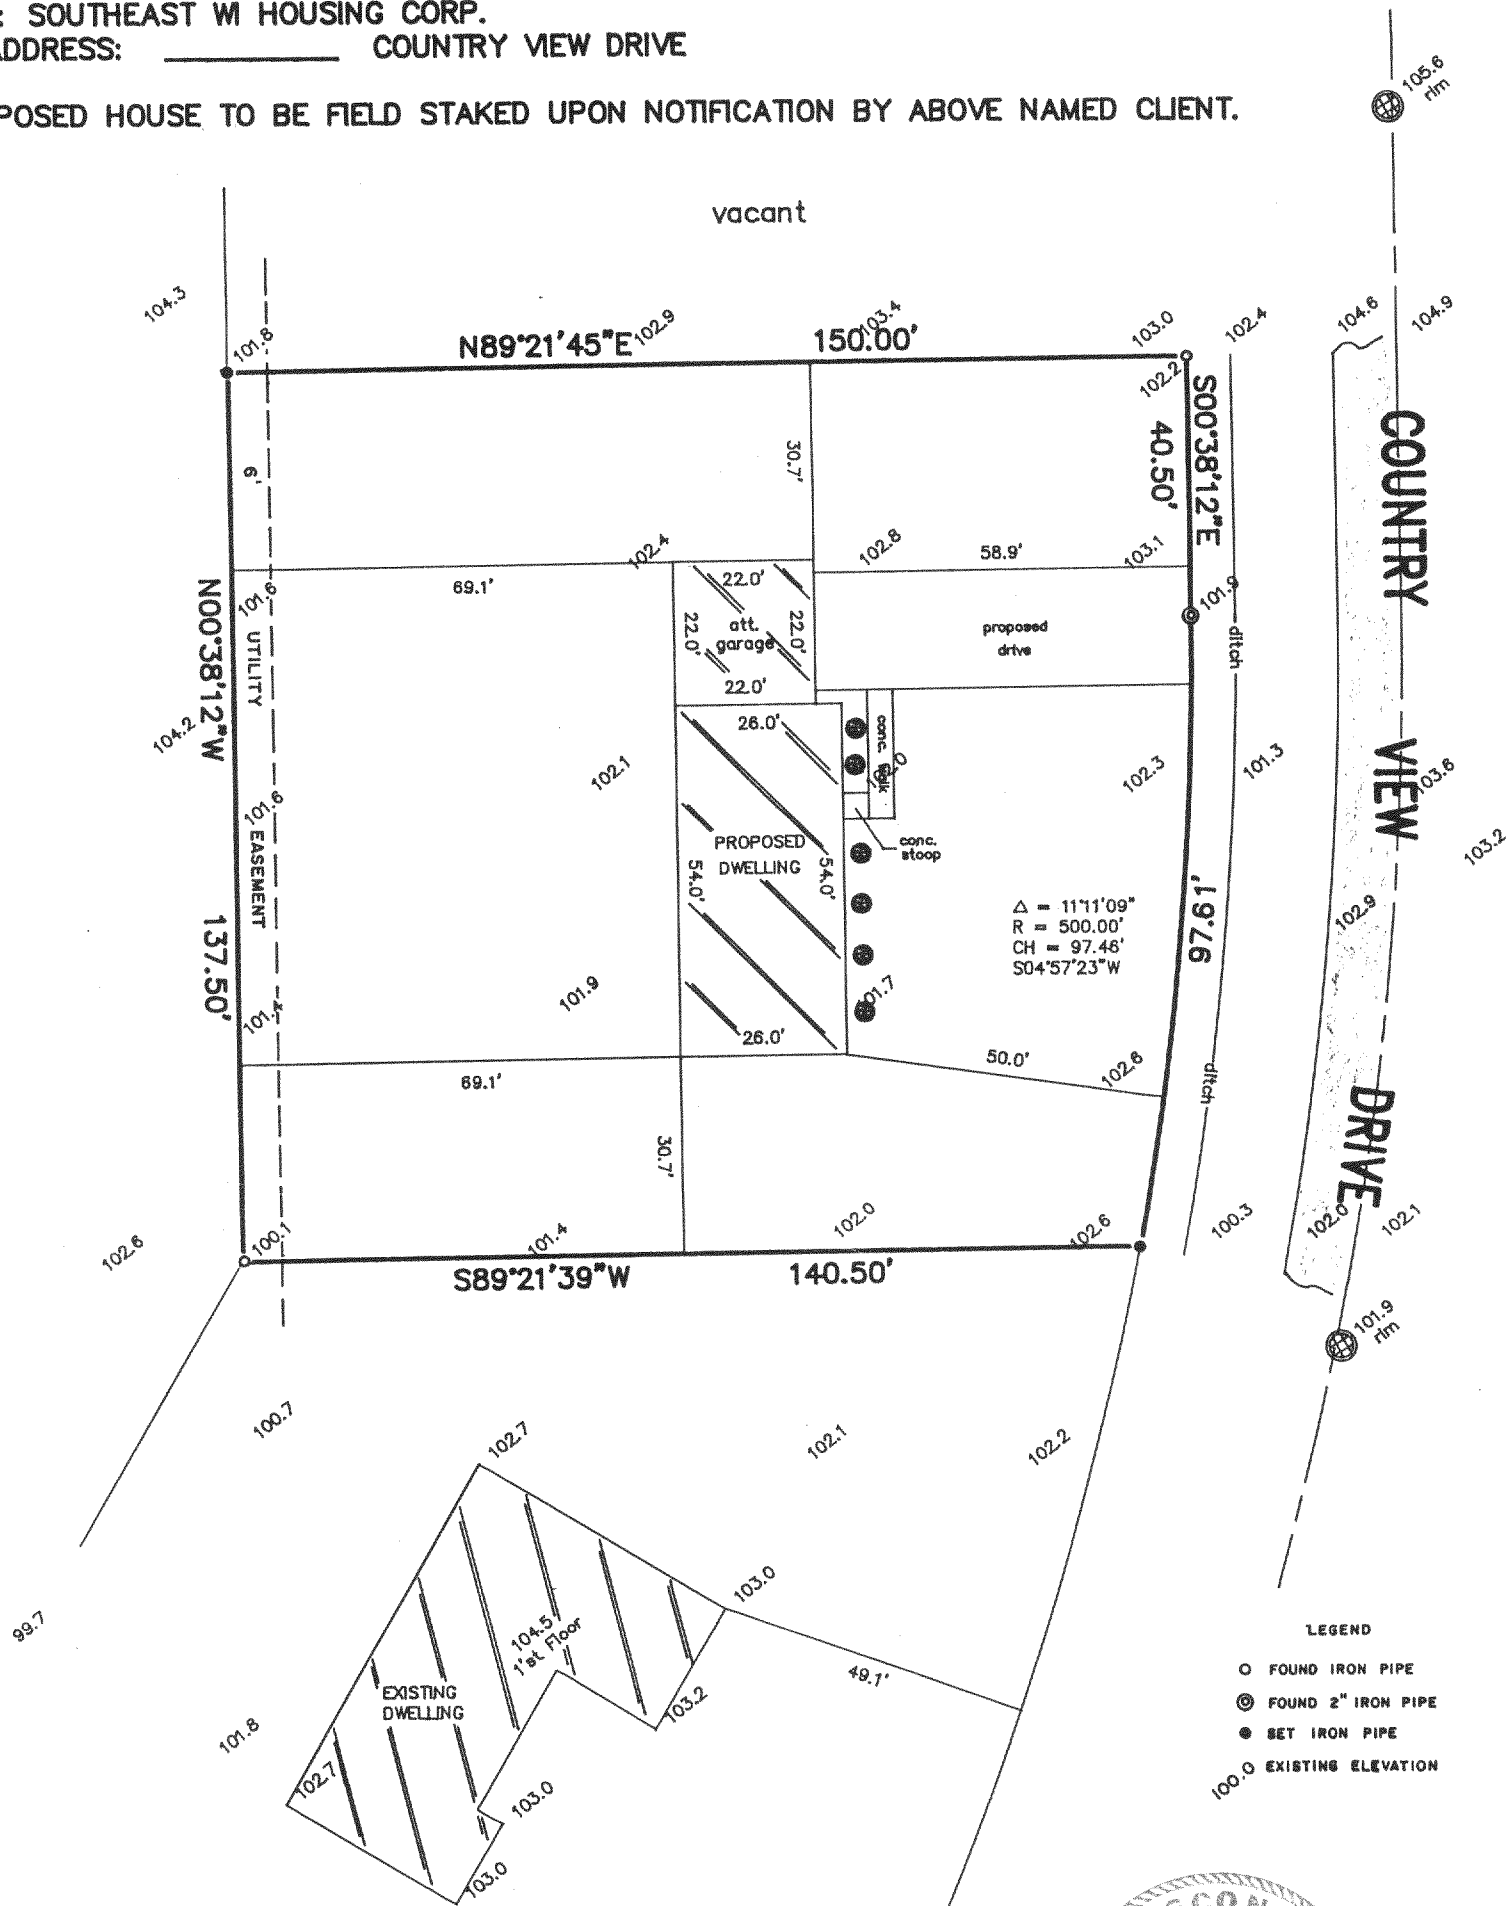 : SOUTHEAST WI HOUSING CORP.
ADDRESS: COUNTRY VIEW DRIVE
POSED HOUSE TO BE FIELD STAKED UPON NOTIFICATION BY ABOVE NAMED CLIENT.
105.6
rim
vacant
104.3
101.8
N89°21'45"E
102.9
150.00'
103.4
103.0
102.4
104.6
104.9
102.2
S00°38'12"E
40.50'
COUNTRY VIEW DRIVE
6'
30.7'
102.4
102.8
58.9'
103.1
69.1'
101.6
101.9
22.0'
22.0'
att.
garage
22.0'
22.0'
proposed
drive
ditch
N00°38'12"W
137.50'
UTILITY EASEMENT
104.2
26.0'
conc. walk
102.1
102.0
102.3
101.3
103.6
101.6
PROPOSED
DWELLING
54.0'
54.0'
conc.
stoop
103.2
Δ = 11°11'09"
R = 500.00'
CH = 97.46'
S04°57'23"W
97.61'
102.9
101.9
101.7
101.4
26.0'
50.0'
102.6
ditch
69.1'
30.7'
102.6
100.1
101.4
102.0
102.6
100.3
102.0
102.1
S89°21'39"W
140.50'
101.9
rim
100.7
102.7
102.1
102.2
99.7
103.0
104.5
1'st Floor
49.1'
EXISTING
DWELLING
103.2
101.8
102.7
103.0
103.0
LEGEND
FOUND IRON PIPE
FOUND 2" IRON PIPE
SET IRON PIPE
100.0 EXISTING ELEVATION
SCON